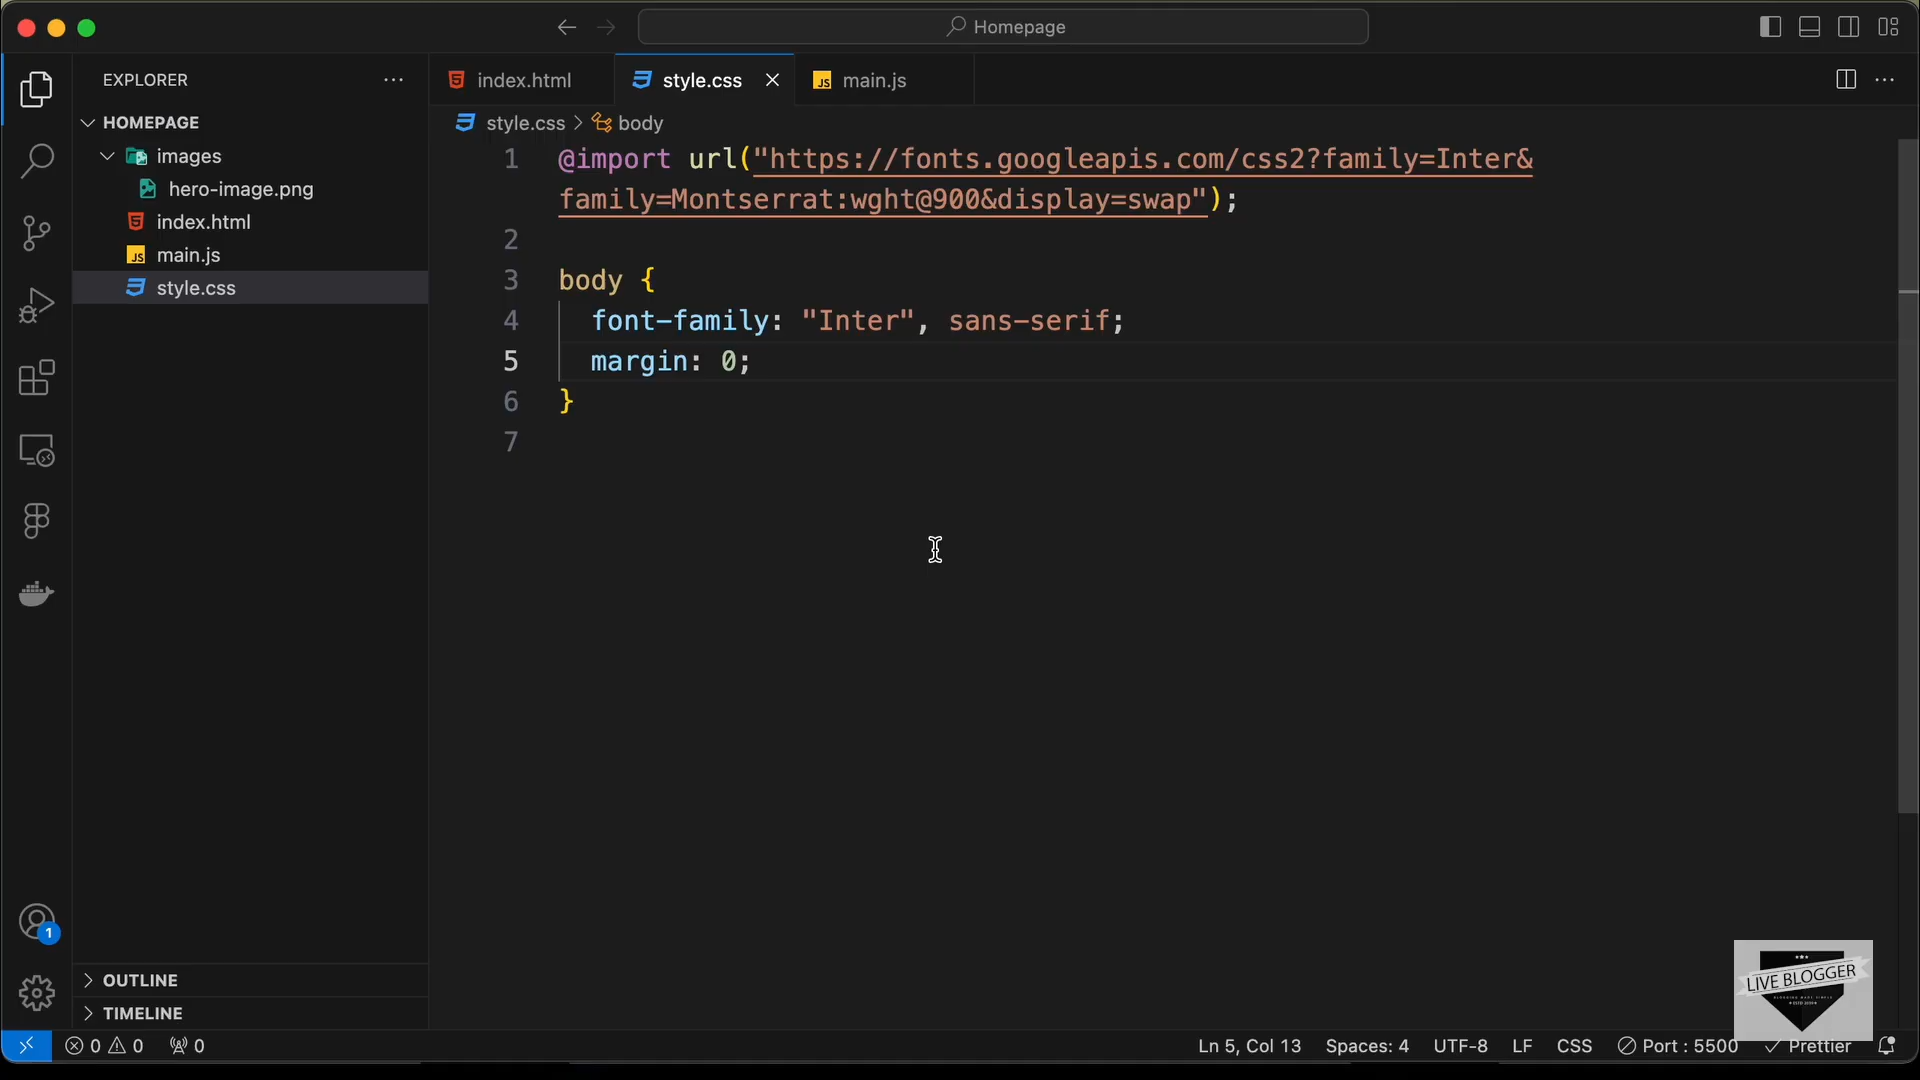 Homepage
EXPLORER
HOMEPAGE
images
hero-image.png
index.html
main.js
style.css
index.html
style.css
main.js
style.css > body
1 @import url("https://fonts.googleapis.com/css2?family=Inter&
family=Montserrat:wght@900&display=swap");
2
3 body {
4 font-family: "Inter", sans-serif;
5 margin: 0;
6 }
7
1
OUTLINE
TIMELINE
LIVE BLOGGER
0 0 0
Ln 5, Col 13 Spaces: 4 UTF-8 LF CSS Port : 5500 Prettier